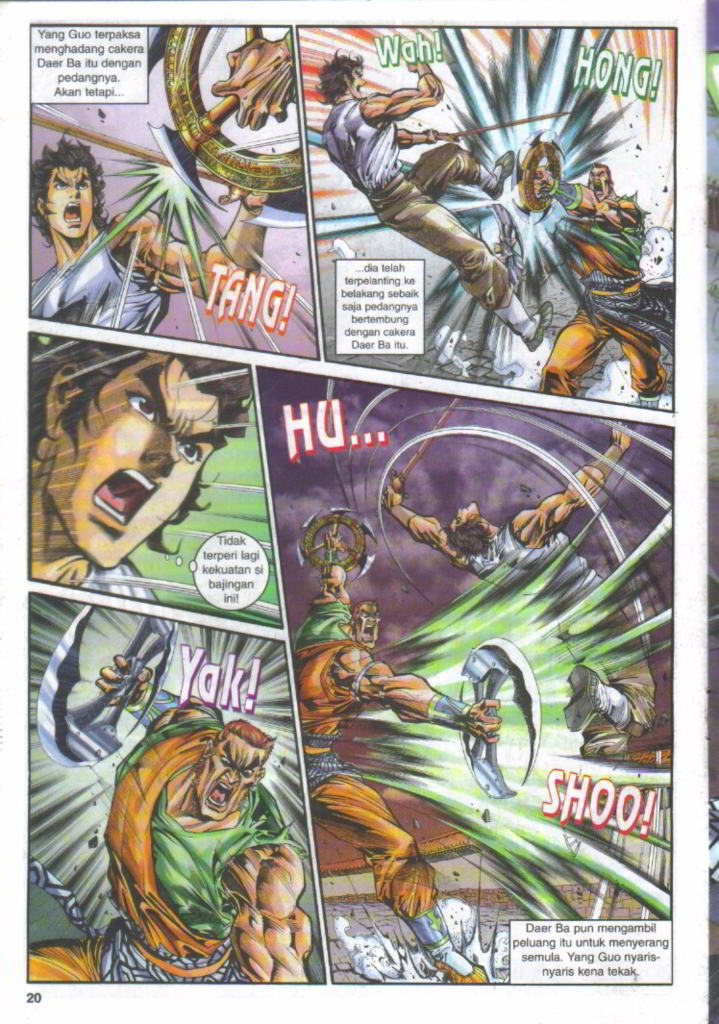 Yang Guo terpaksa
menghadang cakera
Daer Ba itu dengan
pedangnya.
Akan tetapi...
TANG!
Wah!
HONG!
...dia telah
terpelanting ke
belakang sebaik
saja pedangnya
bertembung
dengan cakera
Daer Ba itu.
Tidak
terperi lagi
kekuatan si
bajingan
ini!
HU...
Yak!
SHOO!
Daer Ba pun mengambil
peluang itu untuk menyerang
semula. Yang Guo nyaris-
nyaris kena tekak.
20